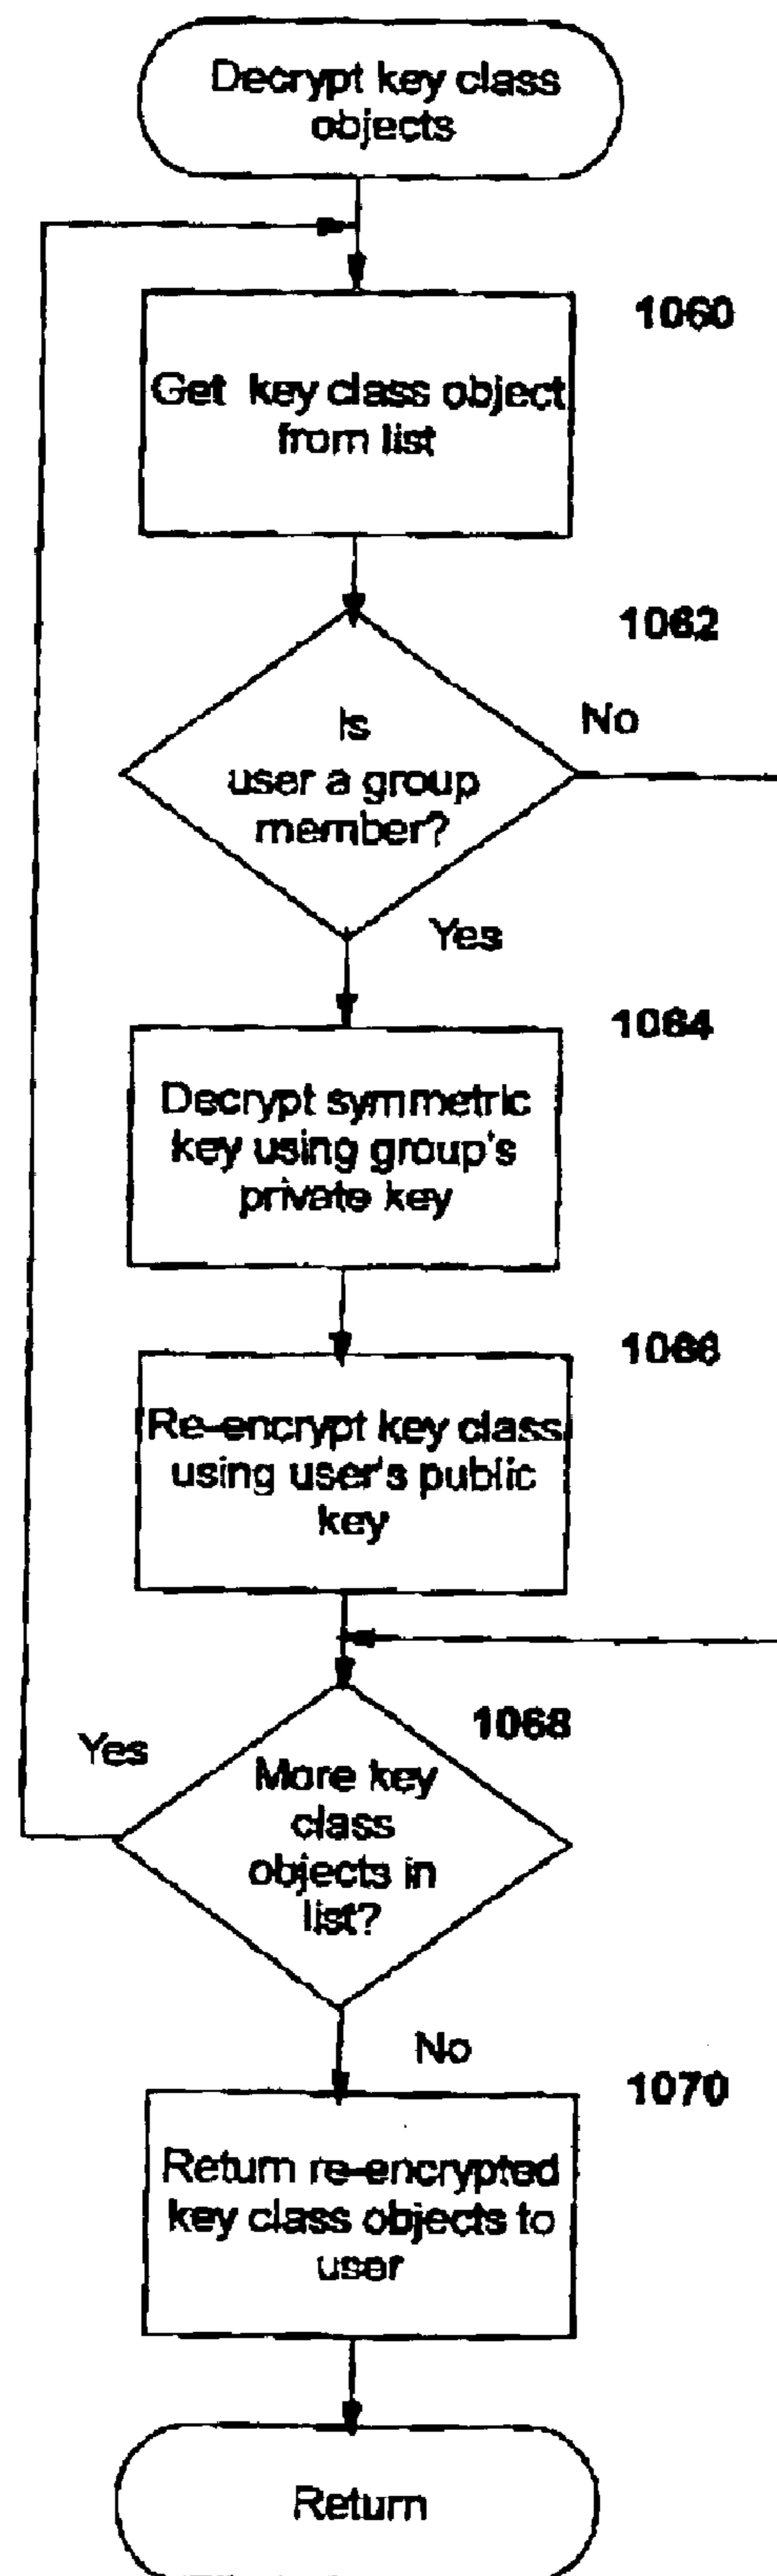 Decrypt key class
objects
1060
Get key class object
from list
1062
Is
user a group
member?
No
Yes
1064
Decrypt symmetric
key using group's
private key
1066
Re-encrypt key class
using user's public
key
1068
Yes
More key
class
objects in
list?
No
1070
Return re-encrypted
key class objects to
user
Return